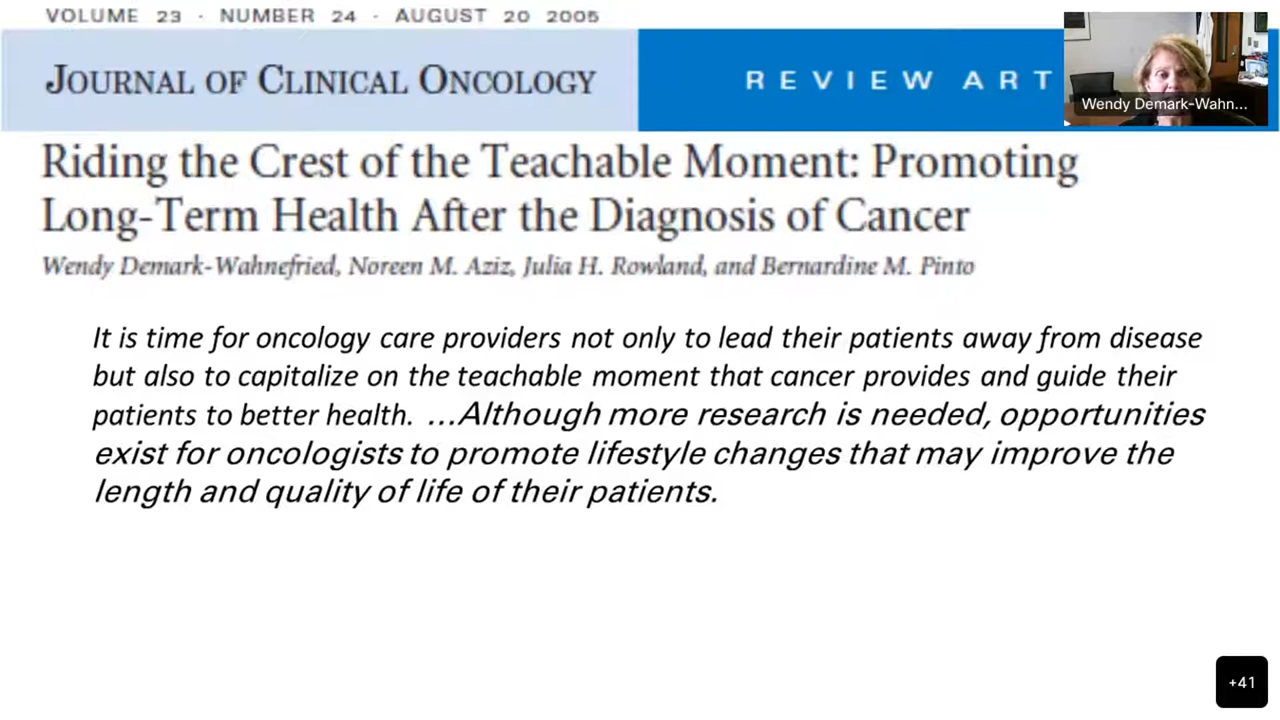 VOLUME 23 · NUMBER 24 · AUGUST 20 2005
JOURNAL OF CLINICAL ONCOLOGY
REVIEW ART
Wendy Demark-Wahn...
Riding the Crest of the Teachable Moment: Promoting
Long-Term Health After the Diagnosis of Cancer
Wendy Demark-Wahnefried, Noreen M. Aziz, Julia H. Rowland, and Bernardine M. Pinto
It is time for oncology care providers not only to lead their patients away from disease
but also to capitalize on the teachable moment that cancer provides and guide their
patients to better health. ...Although more research is needed, opportunities
exist for oncologists to promote lifestyle changes that may improve the
length and quality of life of their patients.
+41